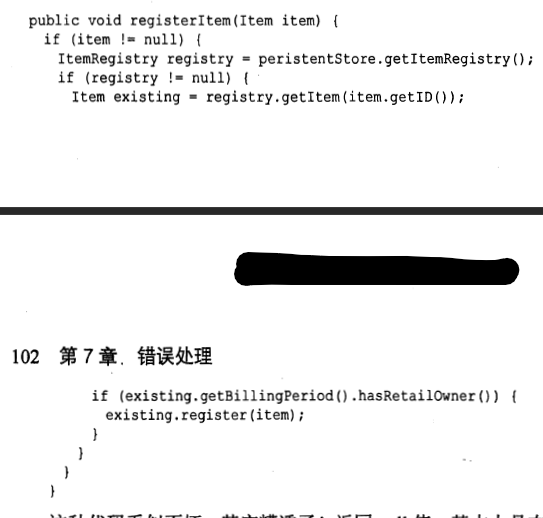 public void registerItem(Item item) {
if (item != null) {
ItemRegistry registry = peristentStore.getItemRegistry();
if (registry != null) {
Item existing = registry.getItem(item.getID());
102 第 7 章 错误处理
if (existing.getBillingPeriod().hasRetailOwner()) {
existing.register(item);
}
}
}
}